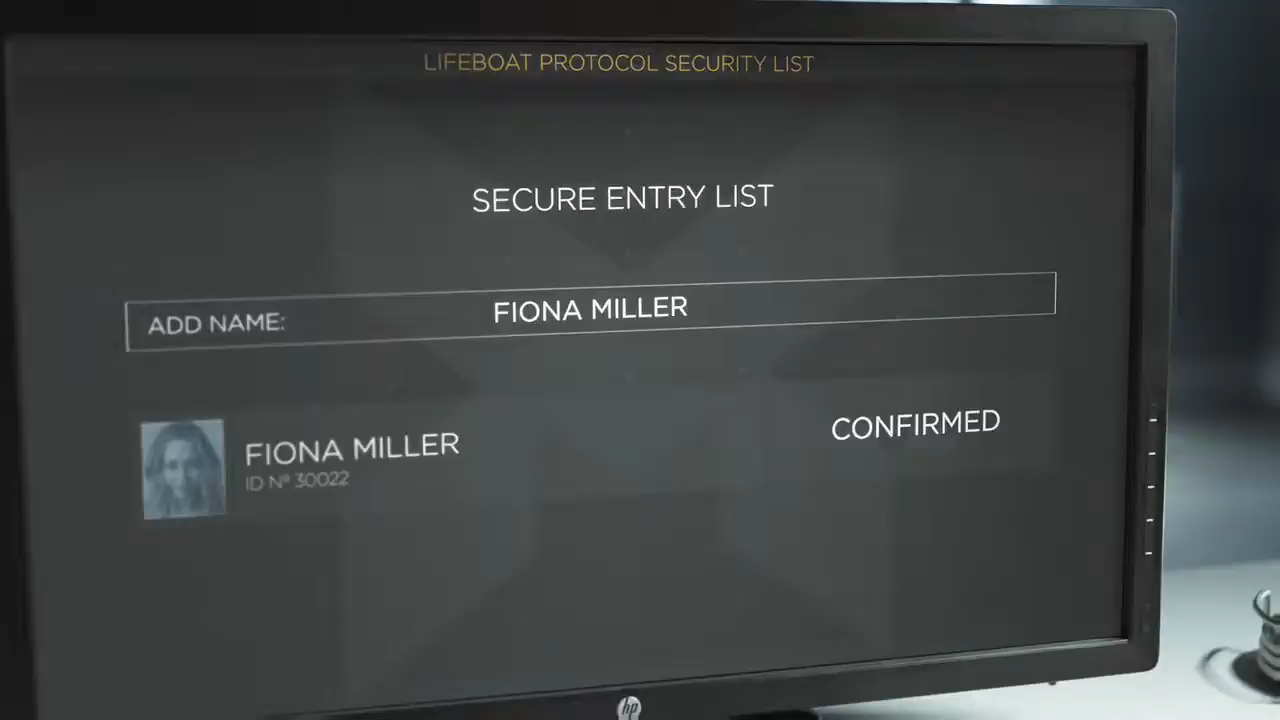 LIFEBOAT PROTOCOL SECURITY LIST
SECURE ENTRY LIST
ADD NAME: FIONA MILLER
FIONA MILLER
CONFIRMED
ID Nº 30022
hp